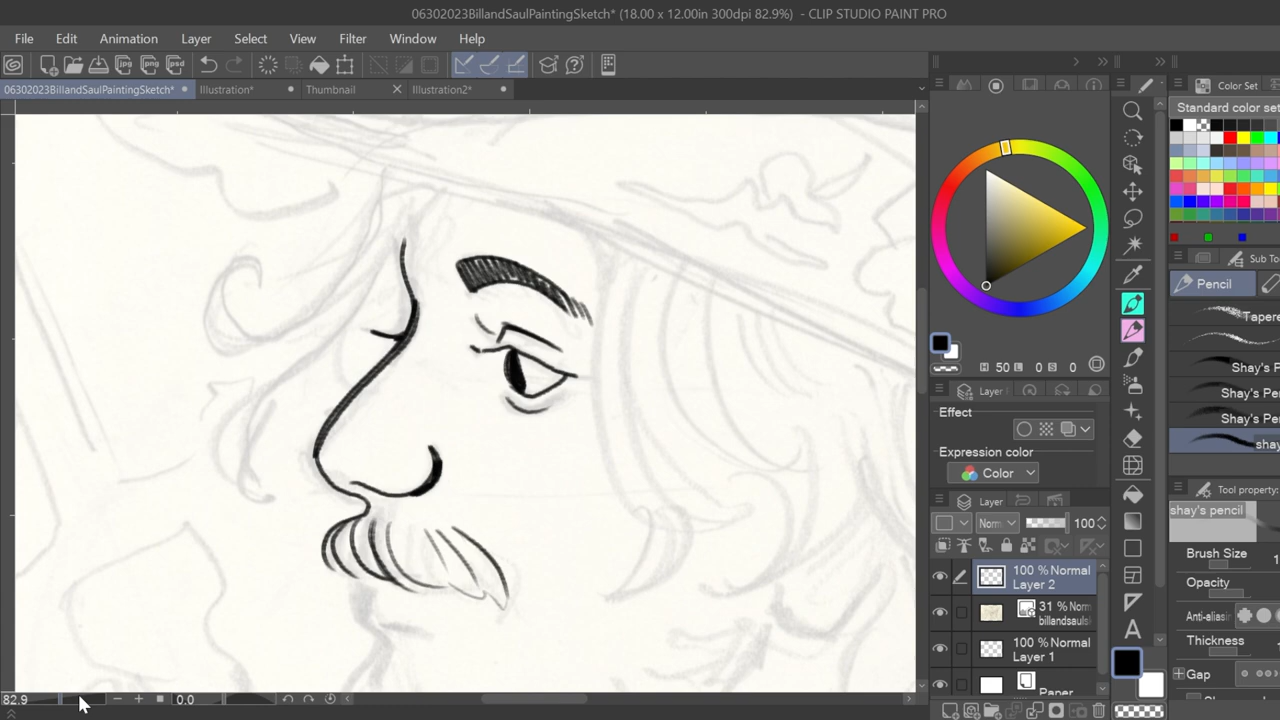 06302023BillandSaulPaintingSketch* (18.00 x 12.00in 300dpi 82.9%) - CLIP STUDIO PAINT PRO
File Edit Animation Layer Select View Filter Window Help
06302023BillandSaulPaintingSketch* Illustration* Thumbnail Illustration2*
Color Set
Standard color set
H 50 L 0 S 0
Sub To
Pencil
Tapere
Shay's P
Shay's Pe
Shay's Pe
shay
Layer
Effect
Expression color
Color
Layer
Norm 100
100 % Normal
Layer 2
31 % Norm
billandsauls
100 % Normal
Layer 1
Paper
Tool property:
shay's pencil
Brush Size 1
Opacity
Anti-aliasin
Thickness
Gap
82.9 0.0